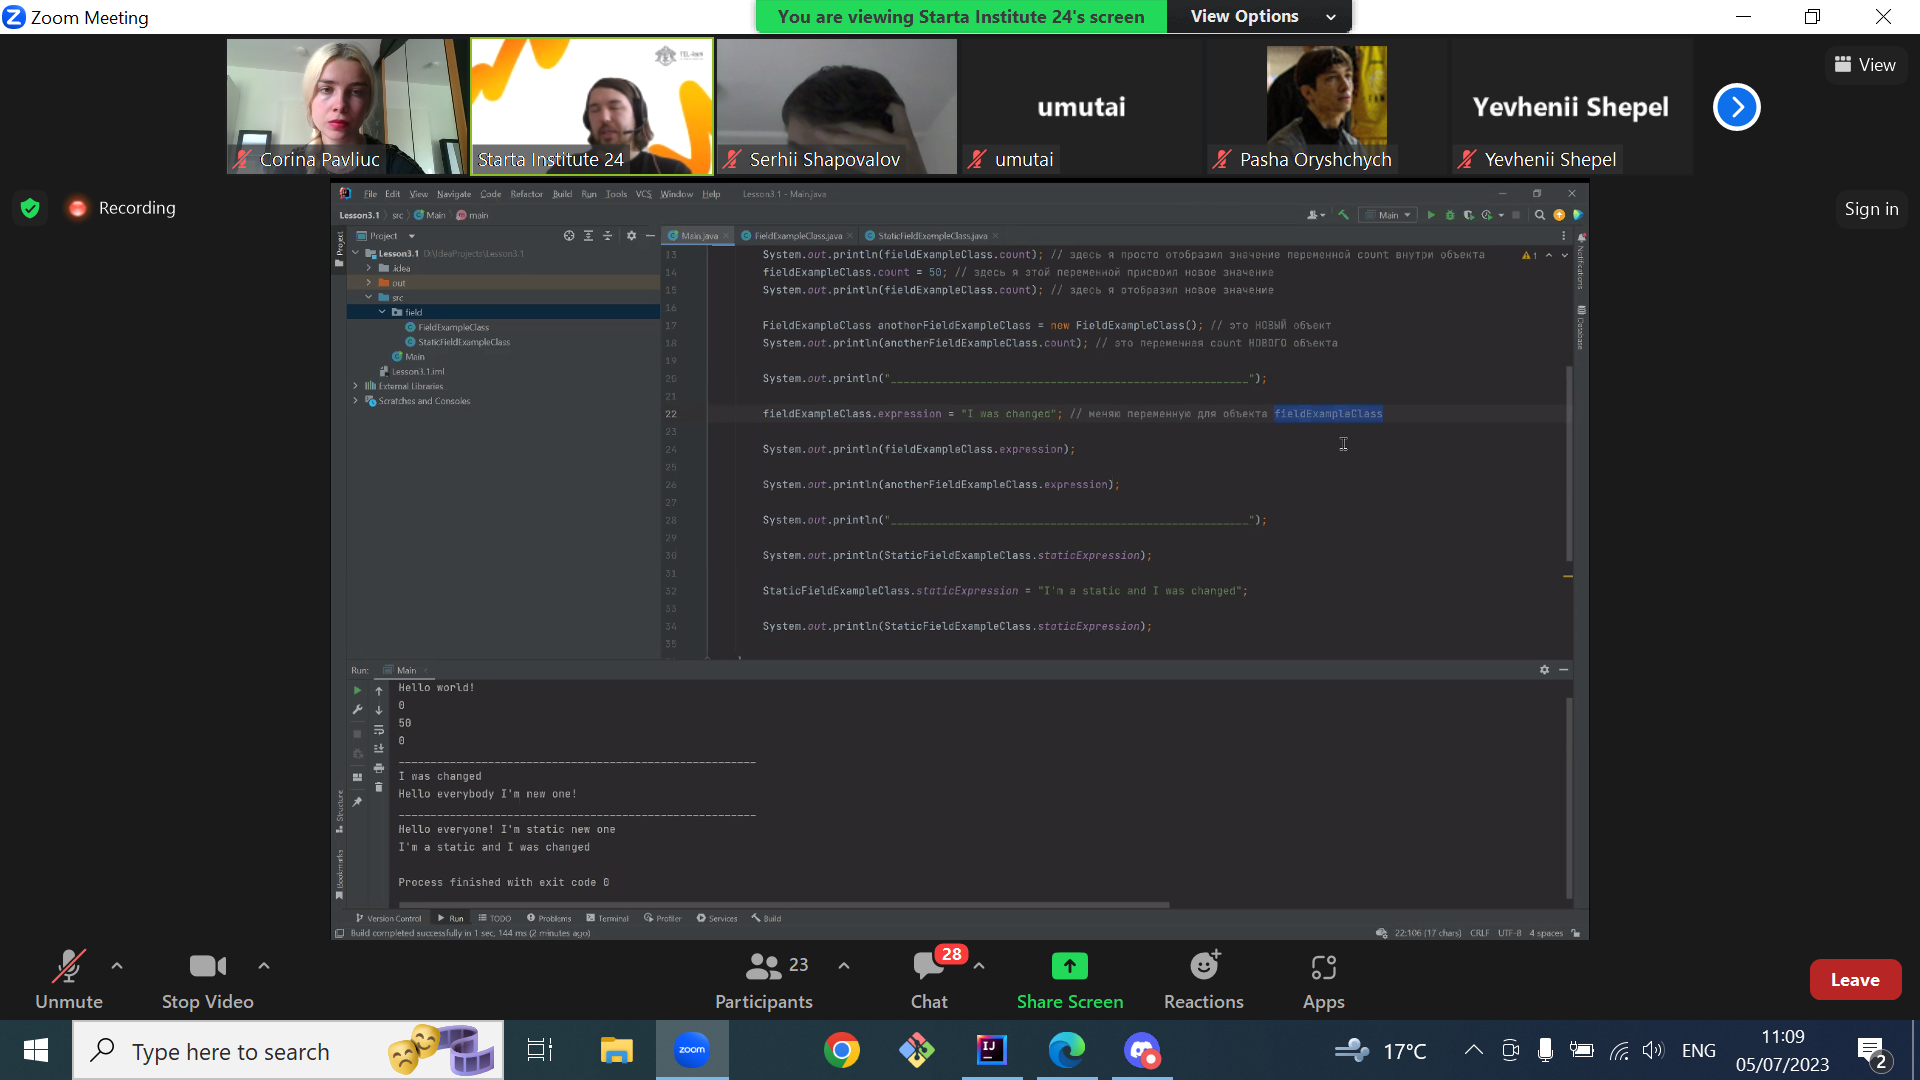 Zoom Meeting
You are viewing Starta Institute 24's screen
View Options
View
umutai
Yevhenii Shepel
Corina Pavliuc
Starta Institute 24
Serhii Shapovalov
umutai
Pasha Oryshchych
Yevhenii Shepel
Recording
Sign in
File Edit View Navigate Code Refactor Build Run Tools VCS Window Help Lesson3.1 - Main.java
Lesson3.1 src Main main
Main
Project
Main.java FieldExampleClass.java StaticFieldExampleClass.java
Lesson3.1 D:\IdeaProjects\Lesson3.1
.idea
out
src
field
FieldExampleClass
StaticFieldExampleClass
Main
Lesson3.1.iml
External Libraries
Scratches and Consoles
13 System.out.println(fieldExampleClass.count); // здесь я просто отобразил значение переменной count внутри объекта
14 fieldExampleClass.count = 50; // здесь я этой переменной присвоил новое значение
15 System.out.println(fieldExampleClass.count); // здесь я отобразил новое значение
16
17 FieldExampleClass anotherFieldExampleClass = new FieldExampleClass(); // это НОВЫЙ объект
18 System.out.println(anotherFieldExampleClass.count); // это переменная count НОВОГО объекта
19
20 System.out.println("________________________________________________________");
21
22 fieldExampleClass.expression = "I was changed"; // меняю переменную для объекта fieldExampleClass
23
24 System.out.println(fieldExampleClass.expression);
25
26 System.out.println(anotherFieldExampleClass.expression);
27
28 System.out.println("________________________________________________________");
29
30 System.out.println(StaticFieldExampleClass.staticExpression);
31
32 StaticFieldExampleClass.staticExpression = "I'm a static and I was changed";
33
34 System.out.println(StaticFieldExampleClass.staticExpression);
35
1
Notifications
Database
Structure
Bookmarks
Run: Main
Hello world!
0
50
0
________________________________________________________
I was changed
Hello everybody I'm new one!
________________________________________________________
Hello everyone! I'm static new one
I'm a static and I was changed
Process finished with exit code 0
Version Control Run TODO Problems Terminal Profiler Services Build
Build completed successfully in 1 sec, 144 ms (2 minutes ago)
22:106 (17 chars) CRLF UTF-8 4 spaces
Unmute
Stop Video
23
Participants
28
Chat
Share Screen
Reactions
Apps
Leave
Type here to search
zoom
17°C
ENG
11:09
05/07/2023
2